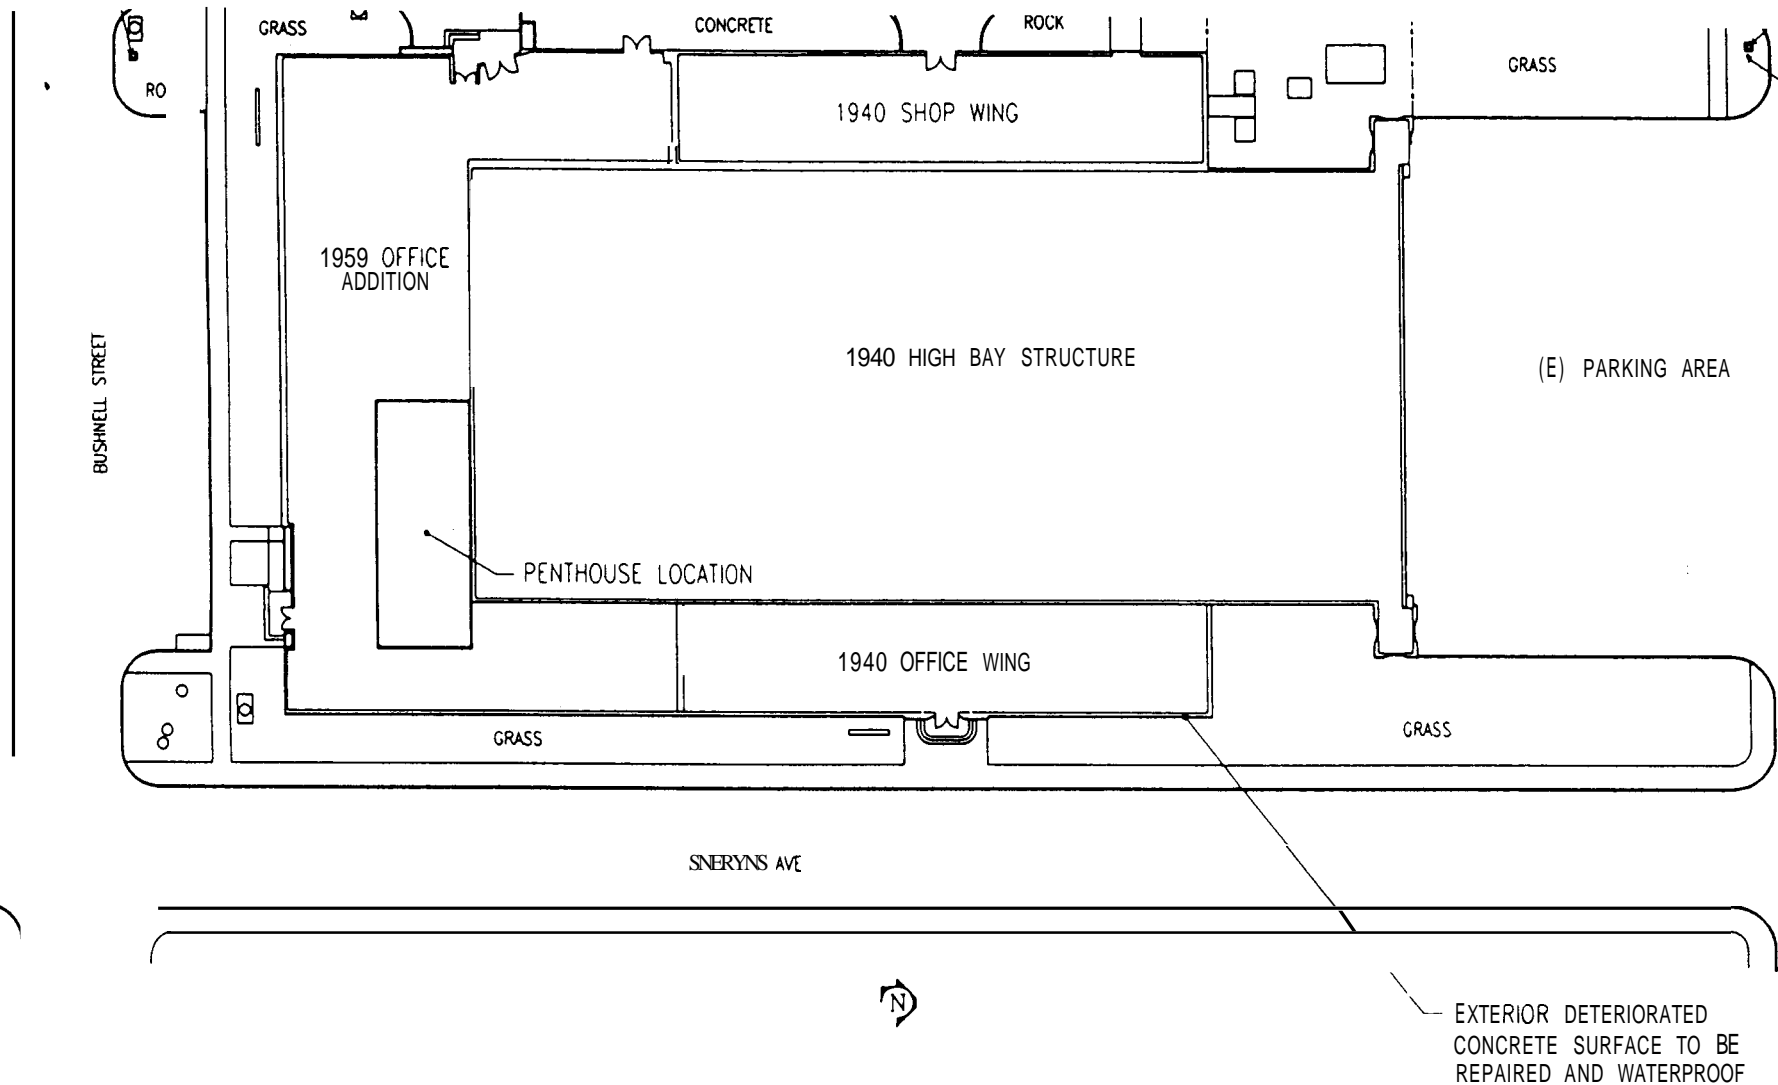 GRASS
CONCRETE
ROCK
GRASS
RO
1940 SHOP WING
1959 OFFICE
ADDITION
BUSHNELL STREET
1940 HIGH BAY STRUCTURE
(E) PARKING AREA
PENTHOUSE LOCATION
1940 OFFICE WING
GRASS
GRASS
SNERYNS AVE
N
EXTERIOR DETERIORATED
CONCRETE SURFACE TO BE
REPAIRED AND WATERPROOF